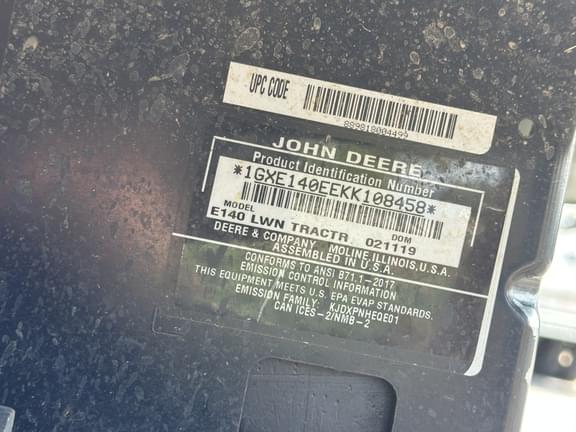 UPC CODE
889818004499
JOHN DEERE
Product Identification Number
*1GXE140EEKK108458*
MODEL DOM
E140 LWN TRACTR 021119
DEERE & COMPANY MOLINE, ILLINOIS, U.S.A.
ASSEMBLED IN U.S.A.
CONFORMS TO ANSI B71.1-2017
EMISSION CONTROL INFORMATION
THIS EQUIPMENT MEETS U.S. EPA EVAP STANDARDS.
EMISSION FAMILY: KJDXPNHEQE01
CAN ICES-2/NMB-2